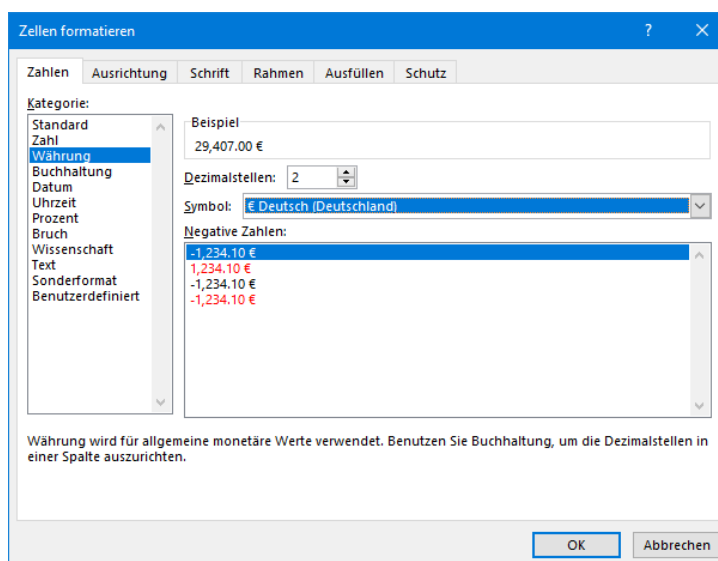 Zellen formatieren
Zahlen Ausrichtung Schrift Rahmen Ausfüllen Schutz
Kategorie:
Standard
Zahl
Währung
Buchhaltung
Datum
Uhrzeit
Prozent
Bruch
Wissenschaft
Text
Sonderformat
Benutzerdefiniert
Beispiel
29,407.00 €
Dezimalstellen: 2
Symbol: € Deutsch (Deutschland)
Negative Zahlen:
-1,234.10 €
1,234.10 €
-1,234.10 €
-1,234.10 €
Währung wird für allgemeine monetäre Werte verwendet. Benutzen Sie Buchhaltung, um die Dezimalstellen in
einer Spalte auszurichten.
OK Abbrechen